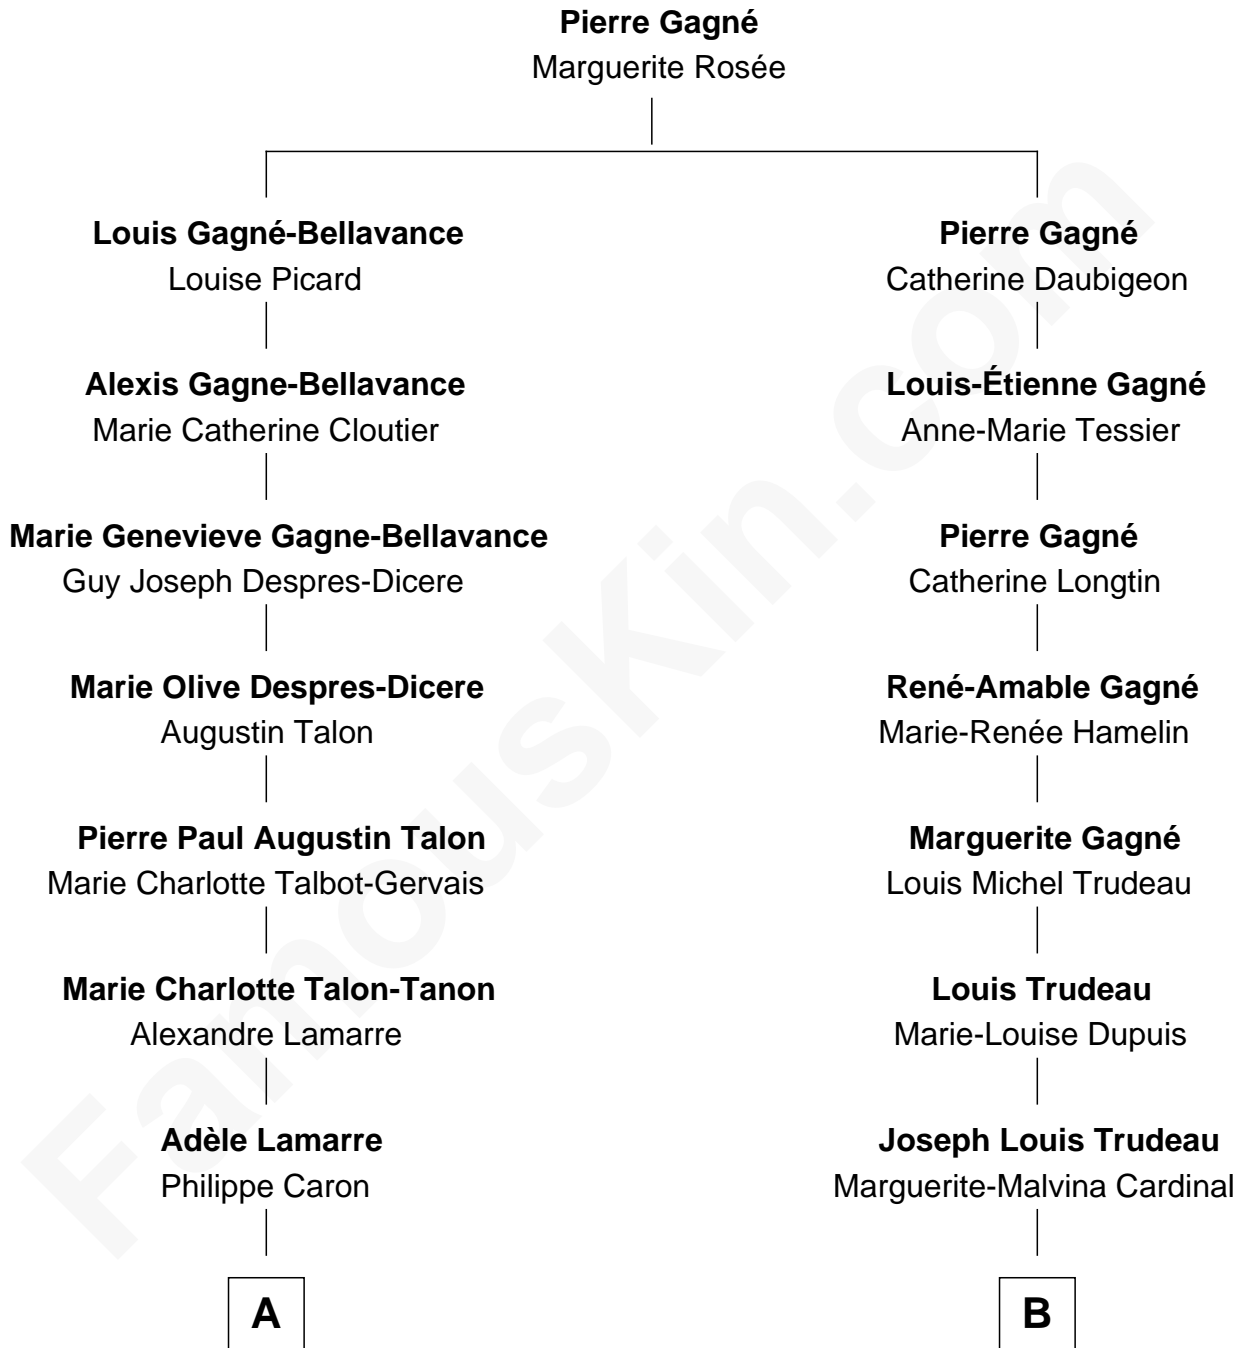 Pierre Gagné
Marguerite Rosée
Louis Gagné-Bellavance
Louise Picard
Pierre Gagné
Catherine Daubigeon
Alexis Gagne-Bellavance
Marie Catherine Cloutier
Louis-Étienne Gagné
Anne-Marie Tessier
Marie Genevieve Gagne-Bellavance
Guy Joseph Despres-Dicere
Pierre Gagné
Catherine Longtin
Marie Olive Despres-Dicere
Augustin Talon
René-Amable Gagné
Marie-Renée Hamelin
Pierre Paul Augustin Talon
Marie Charlotte Talbot-Gervais
Marguerite Gagné
Louis Michel Trudeau
Marie Charlotte Talon-Tanon
Alexandre Lamarre
Louis Trudeau
Marie-Louise Dupuis
Adèle Lamarre
Philippe Caron
Joseph Louis Trudeau
Marguerite-Malvina Cardinal
A
B
FamousKin.com